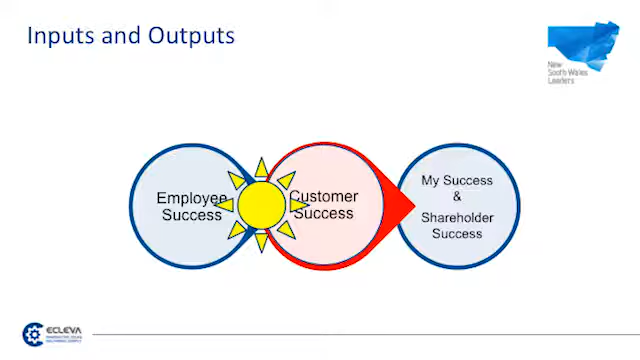 Inputs and Outputs
New
South Wales
Leaders
Employee
Success
Customer
Success
My Success
&
Shareholder
Success
ECLEVA